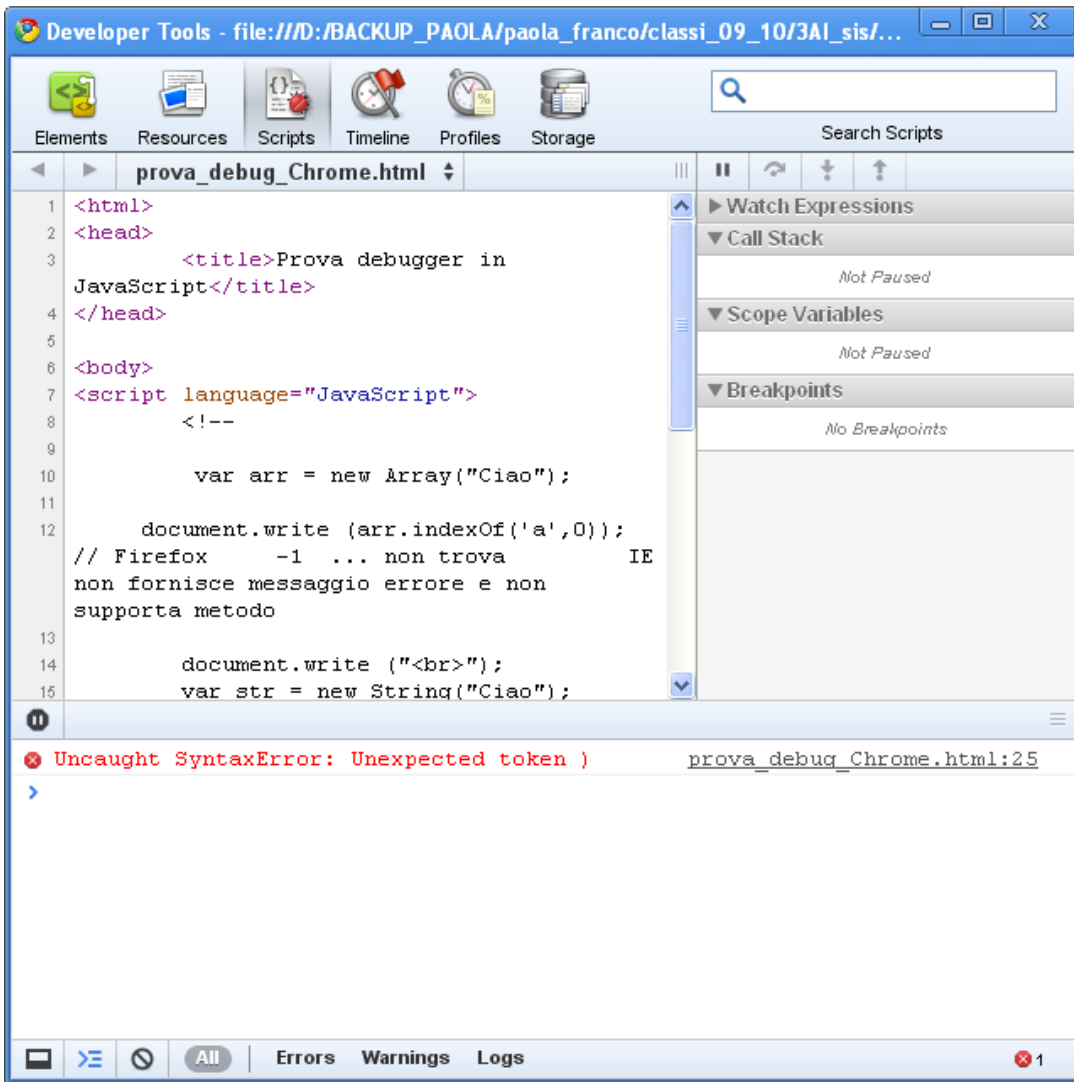 Developer Tools - file:///D:/BACKUP_PAOLA/paola_franco/classi_09_10/3AI_sis/...
Elements Resources Scripts Timeline Profiles Storage Search Scripts
prova_debug_Chrome.html
1 <html>
2 <head>
3 <title>Prova debugger in
JavaScript</title>
4 </head>
5
6 <body>
7 <script language="JavaScript">
8 <!--
9
10 var arr = new Array("Ciao");
11
12 document.write (arr.indexOf('a',0));
// Firefox -1 ... non trova IE
non fornisce messaggio errore e non
supporta metodo
13
14 document.write ("<br>");
15 var str = new String("Ciao");
Watch Expressions
Call Stack
Not Paused
Scope Variables
Not Paused
Breakpoints
No Breakpoints
Uncaught SyntaxError: Unexpected token ) prova_debug_Chrome.html:25
>
All Errors Warnings Logs 1